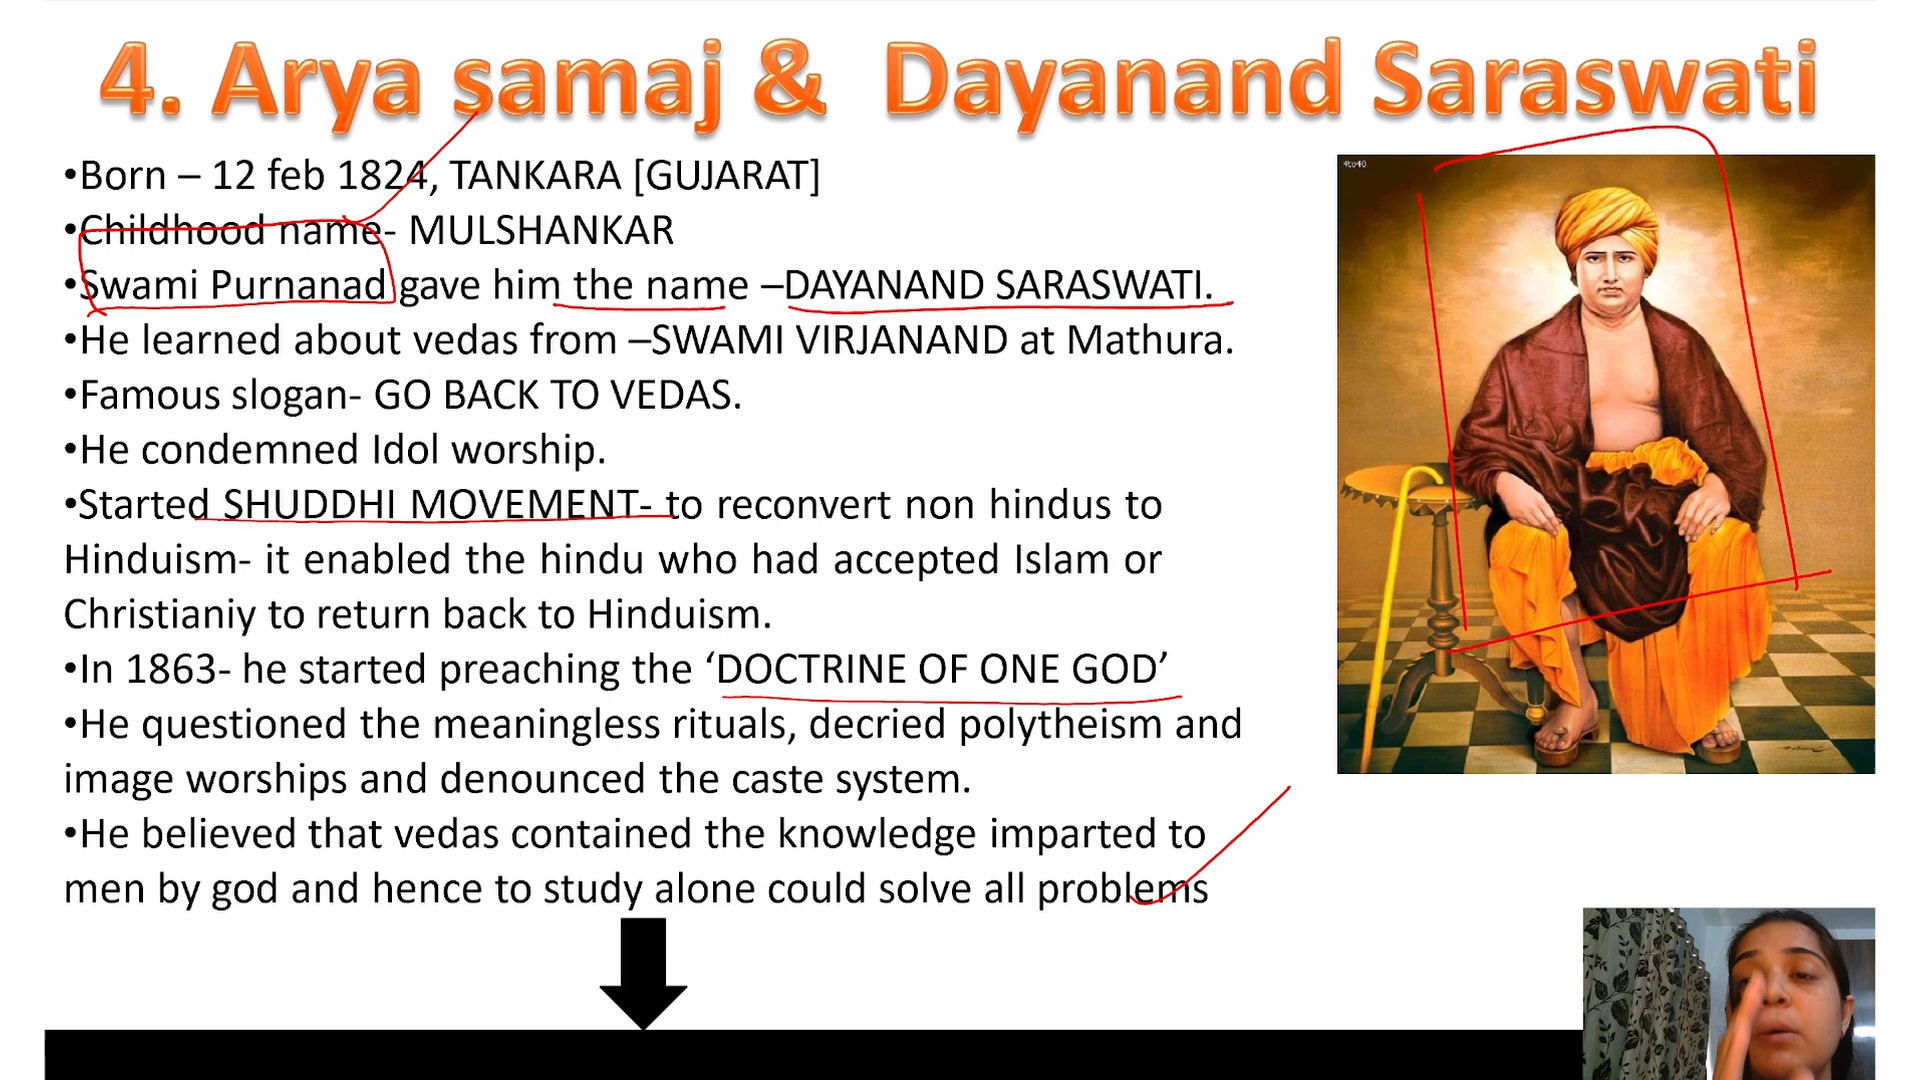 4. Arya samaj & Dayanand Saraswati
•Born – 12 feb 1824, TANKARA [GUJARAT]
•Childhood name- MULSHANKAR
•Swami Purnanad gave him the name –DAYANAND SARASWATI.
•He learned about vedas from –SWAMI VIRJANAND at Mathura.
•Famous slogan- GO BACK TO VEDAS.
•He condemned Idol worship.
•Started SHUDDHI MOVEMENT- to reconvert non hindus to
Hinduism- it enabled the hindu who had accepted Islam or
Christianiy to return back to Hinduism.
•In 1863- he started preaching the ‘DOCTRINE OF ONE GOD’
•He questioned the meaningless rituals, decried polytheism and
image worships and denounced the caste system.
•He believed that vedas contained the knowledge imparted to
men by god and hence to study alone could solve all problems
4to40